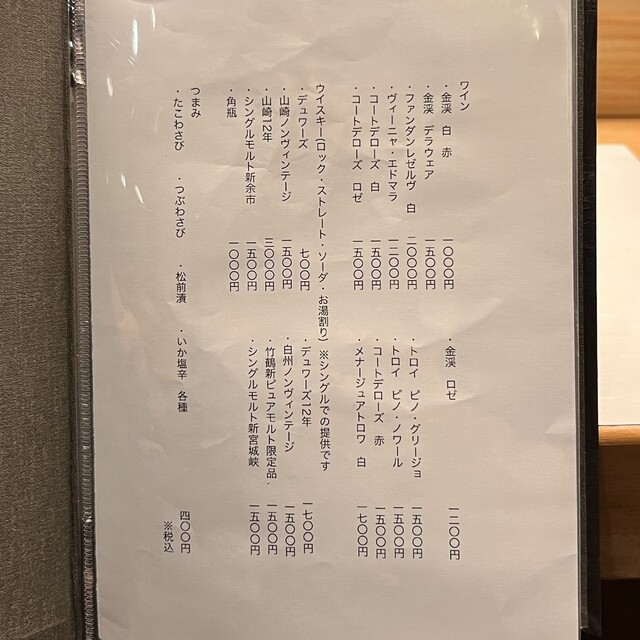 ワイン
・金渓 白 赤 一〇〇〇円 ・金渓 ロゼ 一二〇〇円
・金渓 デラウェア 一五〇〇円
・ファンダンレゼルヴ 白 二〇〇〇円 ・トロイ ピノ・グリージョ 一五〇〇円
・ヴィーニャ・エドマラ 一二〇〇円 ・トロイ ピノ・ノワール 一五〇〇円
・コートデローズ 白 一五〇〇円 ・コートデローズ 赤 一五〇〇円
・コートデローズ ロゼ 一五〇〇円 ・メナージュアトロワ 白 一七〇〇円
ウイスキー(ロック・ストレート・ソーダ・お湯割り) ※シングルでの提供です
・デュワーズ 七〇〇円 ・デュワーズ12年 一七〇〇円
・山崎ノンヴィンテージ 一五〇〇円 ・白州ノンヴィンテージ 一五〇〇円
・山崎12年 三〇〇〇円 ・竹鶴新ピュアモルト限定品・ 一五〇〇円
・シングルモルト新余市 一五〇〇円 ・シングルモルト新宮城峡 一五〇〇円
・角瓶 一〇〇〇円
つまみ
・たこわさび ・つぶわさび ・松前漬 ・いか塩辛 各種 四〇〇円
※税込